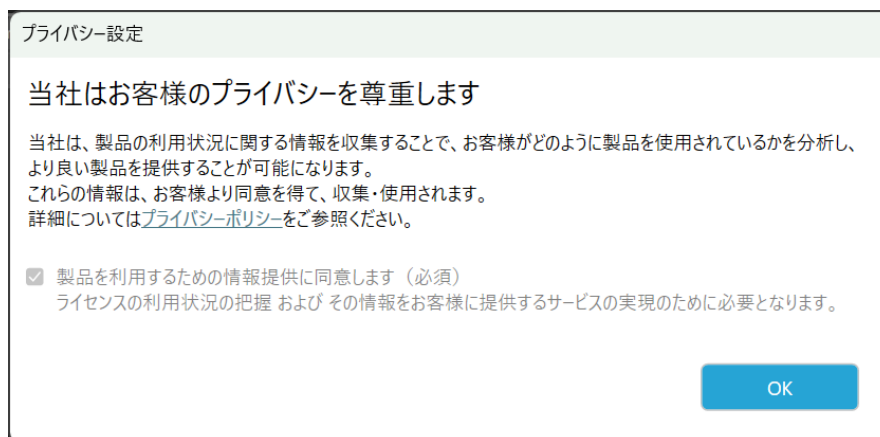 プライバシー設定
当社はお客様のプライバシーを尊重します
当社は、製品の利用状況に関する情報を収集することで、お客様がどのように製品を使用されているかを分析し、
より良い製品を提供することが可能になります。
これらの情報は、お客様より同意を得て、収集・使用されます。
詳細についてはプライバシーポリシーをご参照ください。
製品を利用するための情報提供に同意します（必須）
ライセンスの利用状況の把握 および その情報をお客様に提供するサービスの実現のために必要となります。
OK